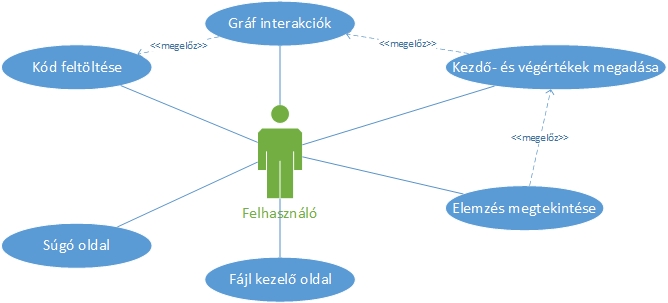 Gráf interakciók
<<megelőz>>
<<megelőz>>
Kód feltöltése
Kezdő- és végértékek megadása
<<megelőz>>
Felhasználó
Elemzés megtekintése
Súgó oldal
Fájl kezelő oldal